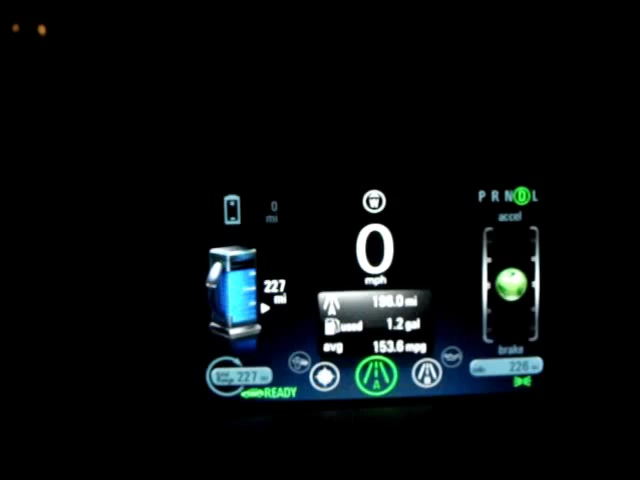 P R N D L
0
mi
accel
0
mph
227
mi
198.0 mi
used 1.2 gal
avg 153.6 mpg
brake
A
227
226
READY